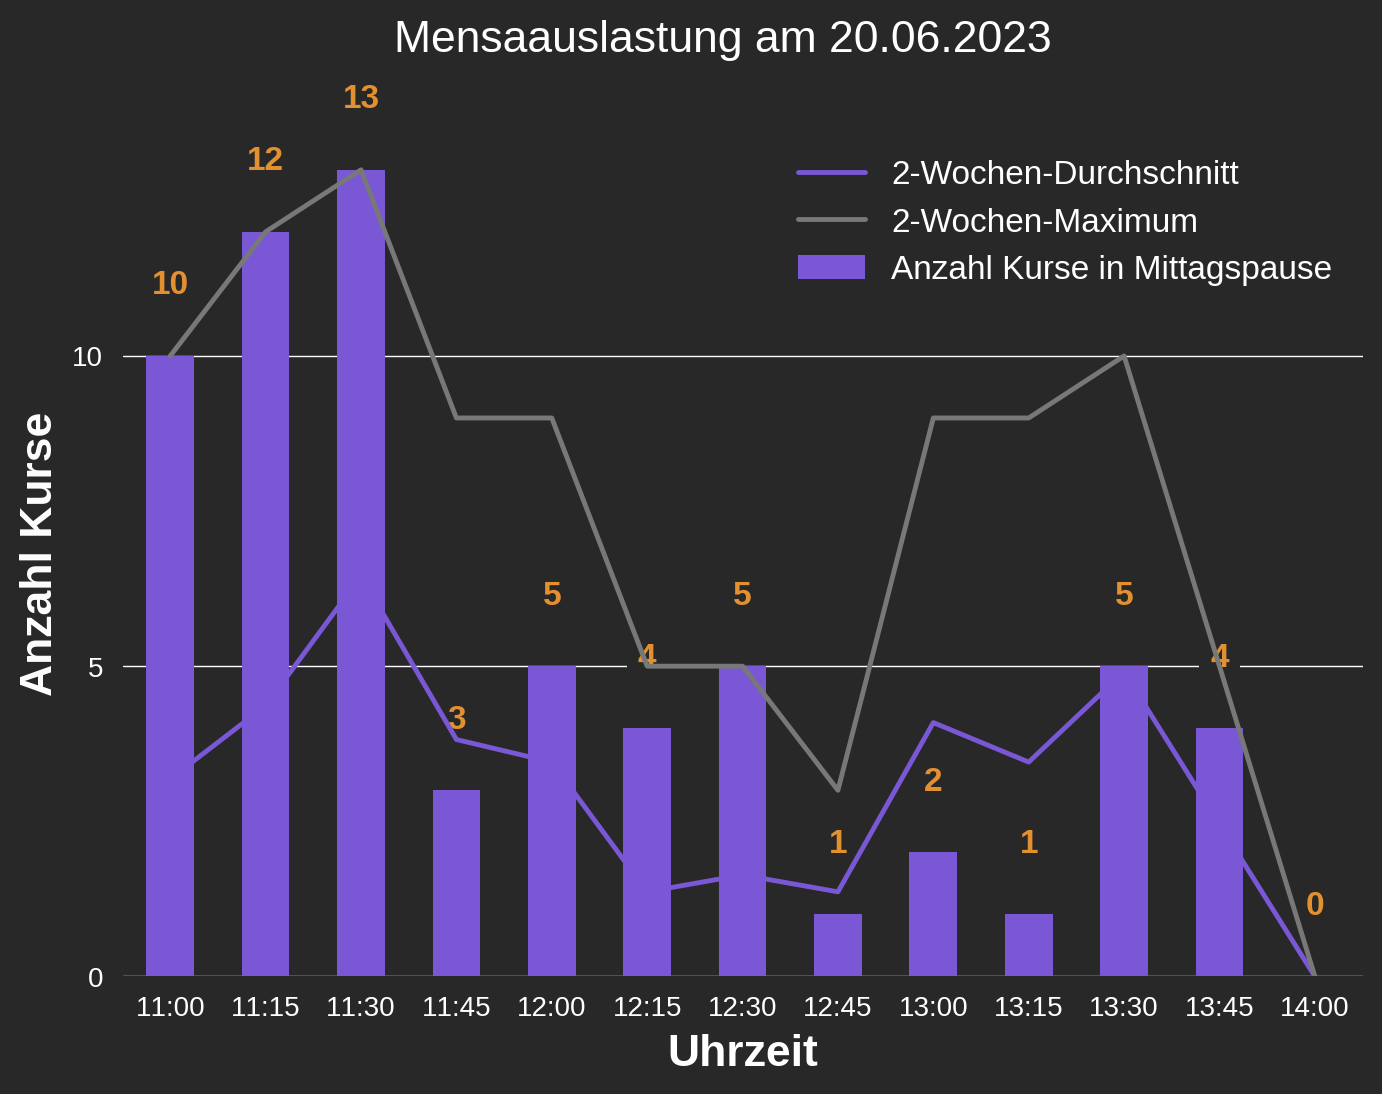 Mensaauslastung am 20.06.2023
13
12
10
2-Wochen-Durchschnitt
2-Wochen-Maximum
Anzahl Kurse in Mittagspause
10
5
0
Anzahl Kurse
3
5
4
5
1
2
1
5
4
0
11:00 11:15 11:30 11:45 12:00 12:15 12:30 12:45 13:00 13:15 13:30 13:45 14:00
Uhrzeit